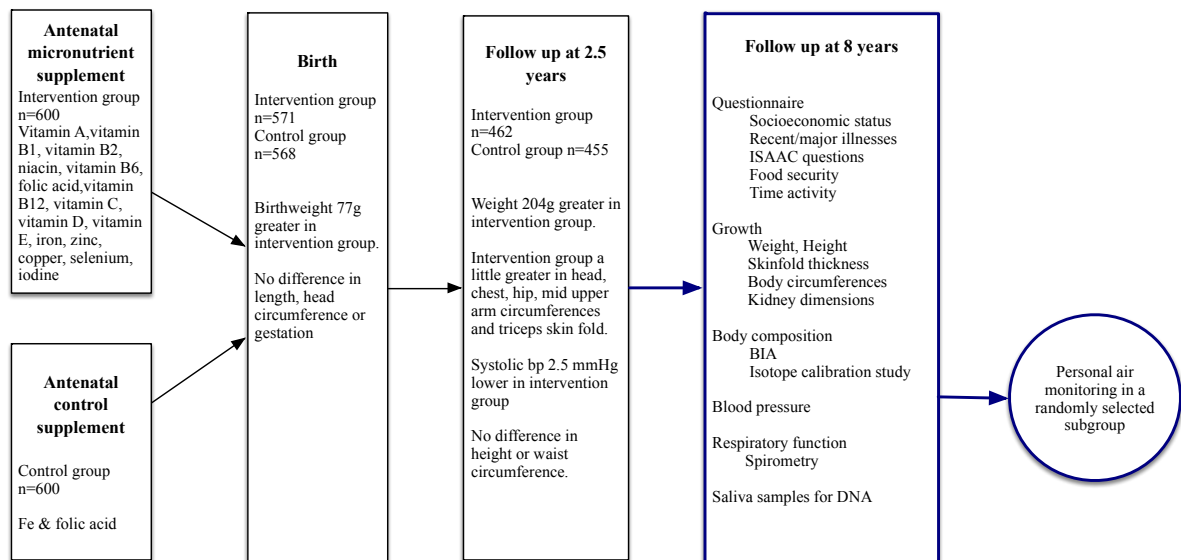 Antenatal
micronutrient
supplement
Intervention group
n=600
Vitamin A,vitamin
B1, vitamin B2,
niacin, vitamin B6,
folic acid,vitamin
B12, vitamin C,
vitamin D, vitamin
E, iron, zinc,
copper, selenium,
iodine
Antenatal
control
supplement
Control group
n=600
Fe & folic acid
Birth
Intervention group
n=571
Control group
n=568
Birthweight 77g
greater in
intervention group.
No difference in
length, head
circumference or
gestation
Follow up at 2.5
years
Intervention group
n=462
Control group n=455
Weight 204g greater in
intervention group.
Intervention group a
little greater in head,
chest, hip, mid upper
arm circumferences
and triceps skin fold.
Systolic bp 2.5 mmHg
lower in intervention
group
No difference in
height or waist
circumference.
Follow up at 8 years
Questionnaire
Socioeconomic status
Recent/major illnesses
ISAAC questions
Food security
Time activity
Growth
Weight, Height
Skinfold thickness
Body circumferences
Kidney dimensions
Body composition
BIA
Isotope calibration study
Blood pressure
Respiratory function
Spirometry
Saliva samples for DNA
Personal air
monitoring in a
randomly selected
subgroup